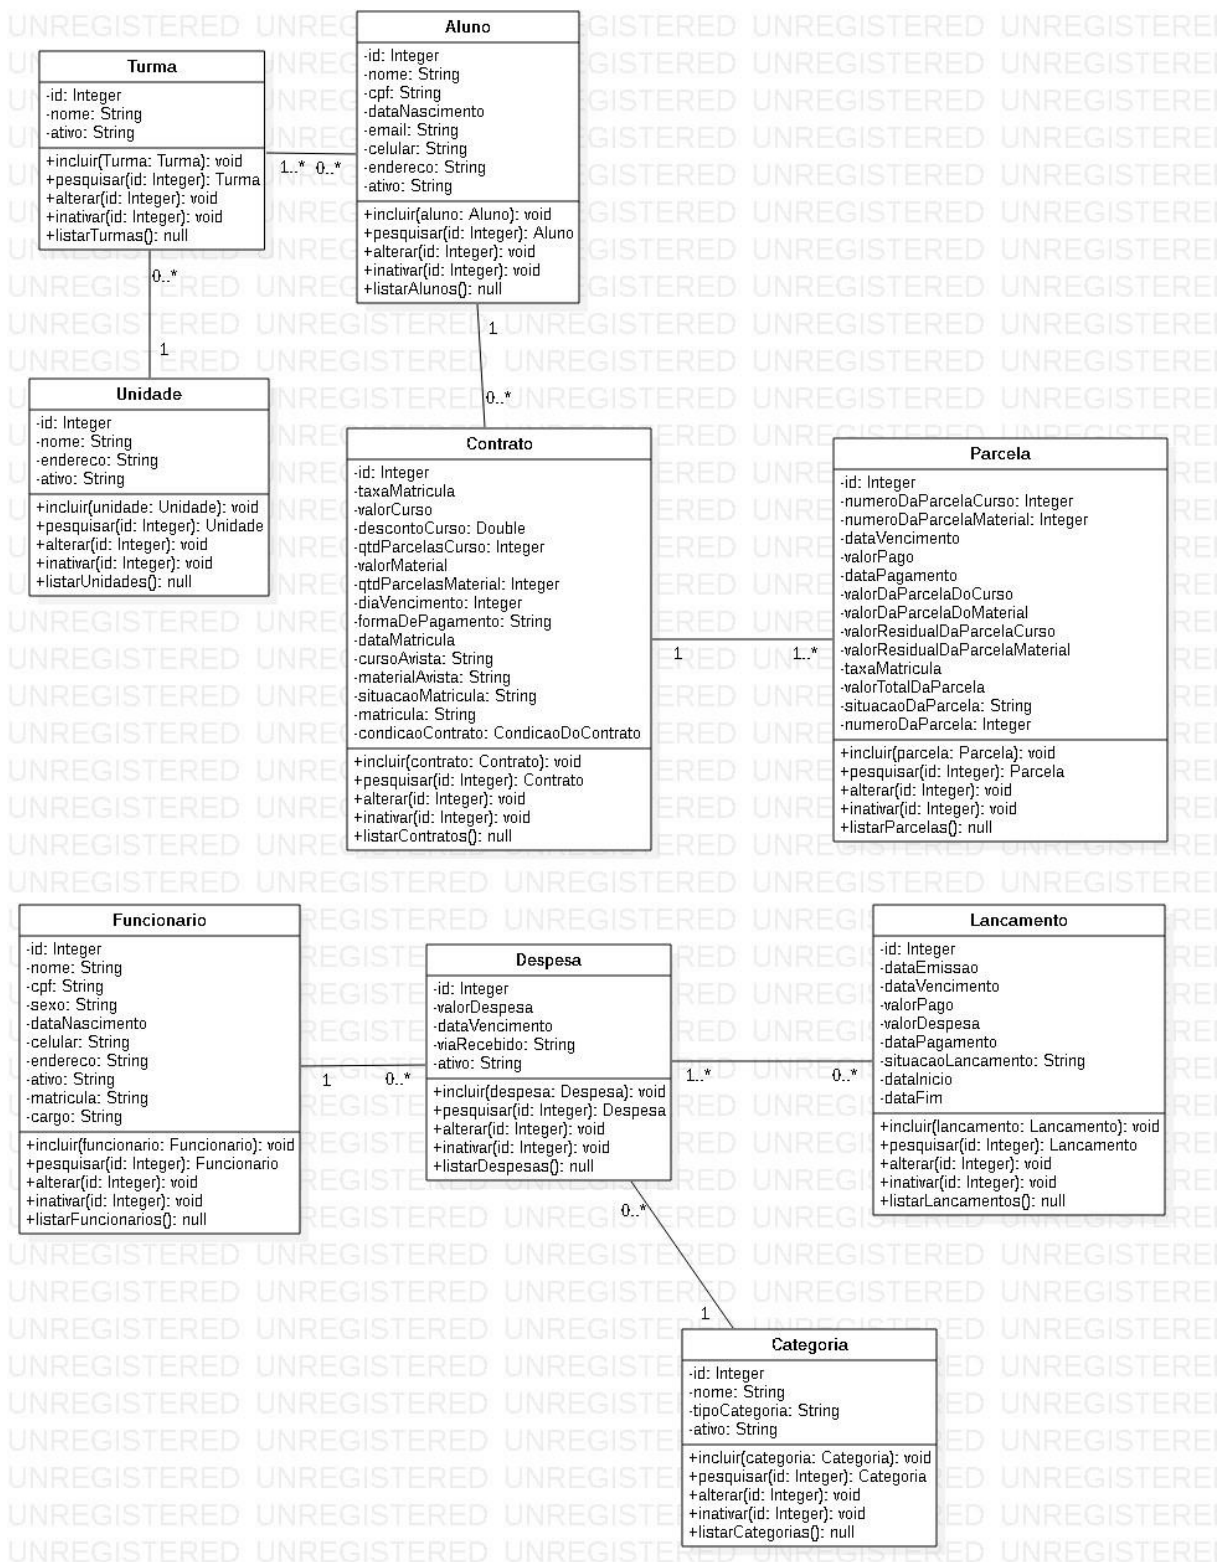 Turma
-id: Integer
-nome: String
-ativo: String
+incluir(Turma: Turma): void
+pesquisar(id: Integer): Turma
+alterar(id: Integer): void
+inativar(id: Integer): void
+listarTurmas(): null
1..* 0..*
Aluno
-id: Integer
-nome: String
-cpf: String
-dataNascimento
-email: String
-celular: String
-endereco: String
-ativo: String
+incluir(aluno: Aluno): void
+pesquisar(id: Integer): Aluno
+alterar(id: Integer): void
+inativar(id: Integer): void
+listarAlunos(): null
0..*
1
Unidade
-id: Integer
-nome: String
-endereco: String
-ativo: String
+incluir(unidade: Unidade): void
+pesquisar(id: Integer): Unidade
+alterar(id: Integer): void
+inativar(id: Integer): void
+listarUnidades(): null
1
0..*
Contrato
-id: Integer
-taxaMatricula
-valorCurso
-descontoCurso: Double
-qtdParcelasCurso: Integer
-valorMaterial
-qtdParcelasMaterial: Integer
-diaVencimento: Integer
-formaDePagamento: String
-dataMatricula
-cursoAvista: String
-materialAvista: String
-situacaoMatricula: String
-matricula: String
-condicaoContrato: CondicaoDoContrato
+incluir(contrato: Contrato): void
+pesquisar(id: Integer): Contrato
+alterar(id: Integer): void
+inativar(id: Integer): void
+listarContratos(): null
1 1..*
Parcela
-id: Integer
-numeroDaParcelaCurso: Integer
-numeroDaParcelaMaterial: Integer
-dataVencimento
-valorPago
-dataPagamento
-valorDaParcelaDoCurso
-valorDaParcelaDoMaterial
-valorResidualDaParcelaCurso
-valorResidualDaParcelaMaterial
-taxaMatricula
-valorTotalDaParcela
-situacaoDaParcela: String
-numeroDaParcela: Integer
+incluir(parcela: Parcela): void
+pesquisar(id: Integer): Parcela
+alterar(id: Integer): void
+inativar(id: Integer): void
+listarParcelas(): null
Funcionario
-id: Integer
-nome: String
-cpf: String
-sexo: String
-dataNascimento
-celular: String
-endereco: String
-ativo: String
-matricula: String
-cargo: String
+incluir(funcionario: Funcionario): void
+pesquisar(id: Integer): Funcionario
+alterar(id: Integer): void
+inativar(id: Integer): void
+listarFuncionarios(): null
1 0..*
Despesa
-id: Integer
-valorDespesa
-dataVencimento
-viaRecebido: String
-ativo: String
+incluir(despesa: Despesa): void
+pesquisar(id: Integer): Despesa
+alterar(id: Integer): void
+inativar(id: Integer): void
+listarDespesas(): null
1..* 0..*
Lancamento
-id: Integer
-dataEmissao
-dataVencimento
-valorPago
-valorDespesa
-dataPagamento
-situacaoLancamento: String
-dataInicio
-dataFim
+incluir(lancamento: Lancamento): void
+pesquisar(id: Integer): Lancamento
+alterar(id: Integer): void
+inativar(id: Integer): void
+listarLancamentos(): null
0..*
1
Categoria
-id: Integer
-nome: String
-tipoCategoria: String
-ativo: String
+incluir(categoria: Categoria): void
+pesquisar(id: Integer): Categoria
+alterar(id: Integer): void
+inativar(id: Integer): void
+listarCategorias(): null
UNREGISTERED